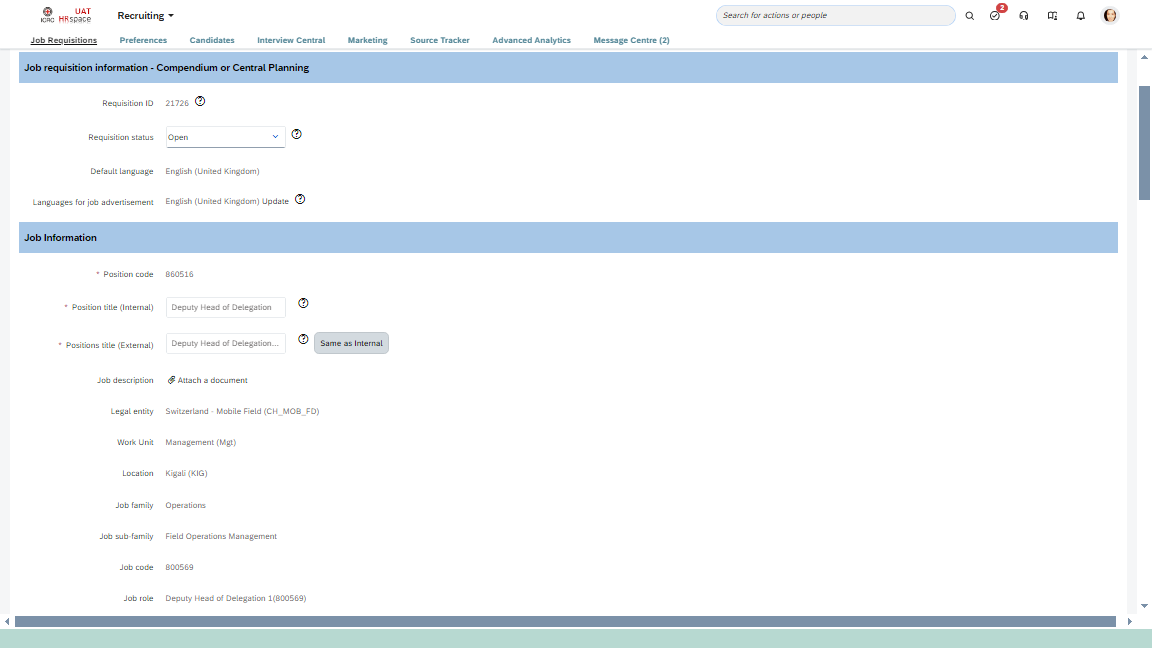 ICRC UAT HRspace Recruiting Search for actions or people 2
Job Requisitions Preferences Candidates Interview Central Marketing Source Tracker Advanced Analytics Message Centre (2)
Job requisition information - Compendium or Central Planning
Requisition ID 21726
Requisition status Open
Default language English (United Kingdom)
Languages for job advertisement English (United Kingdom) Update
Job Information
* Position code 860516
* Position title (Internal) Deputy Head of Delegation
* Positions title (External) Deputy Head of Delegation... Same as Internal
Job description Attach a document
Legal entity Switzerland - Mobile Field (CH_MOB_FD)
Work Unit Management (Mgt)
Location Kigali (KIG)
Job family Operations
Job sub-family Field Operations Management
Job code 800569
Job role Deputy Head of Delegation 1(800569)